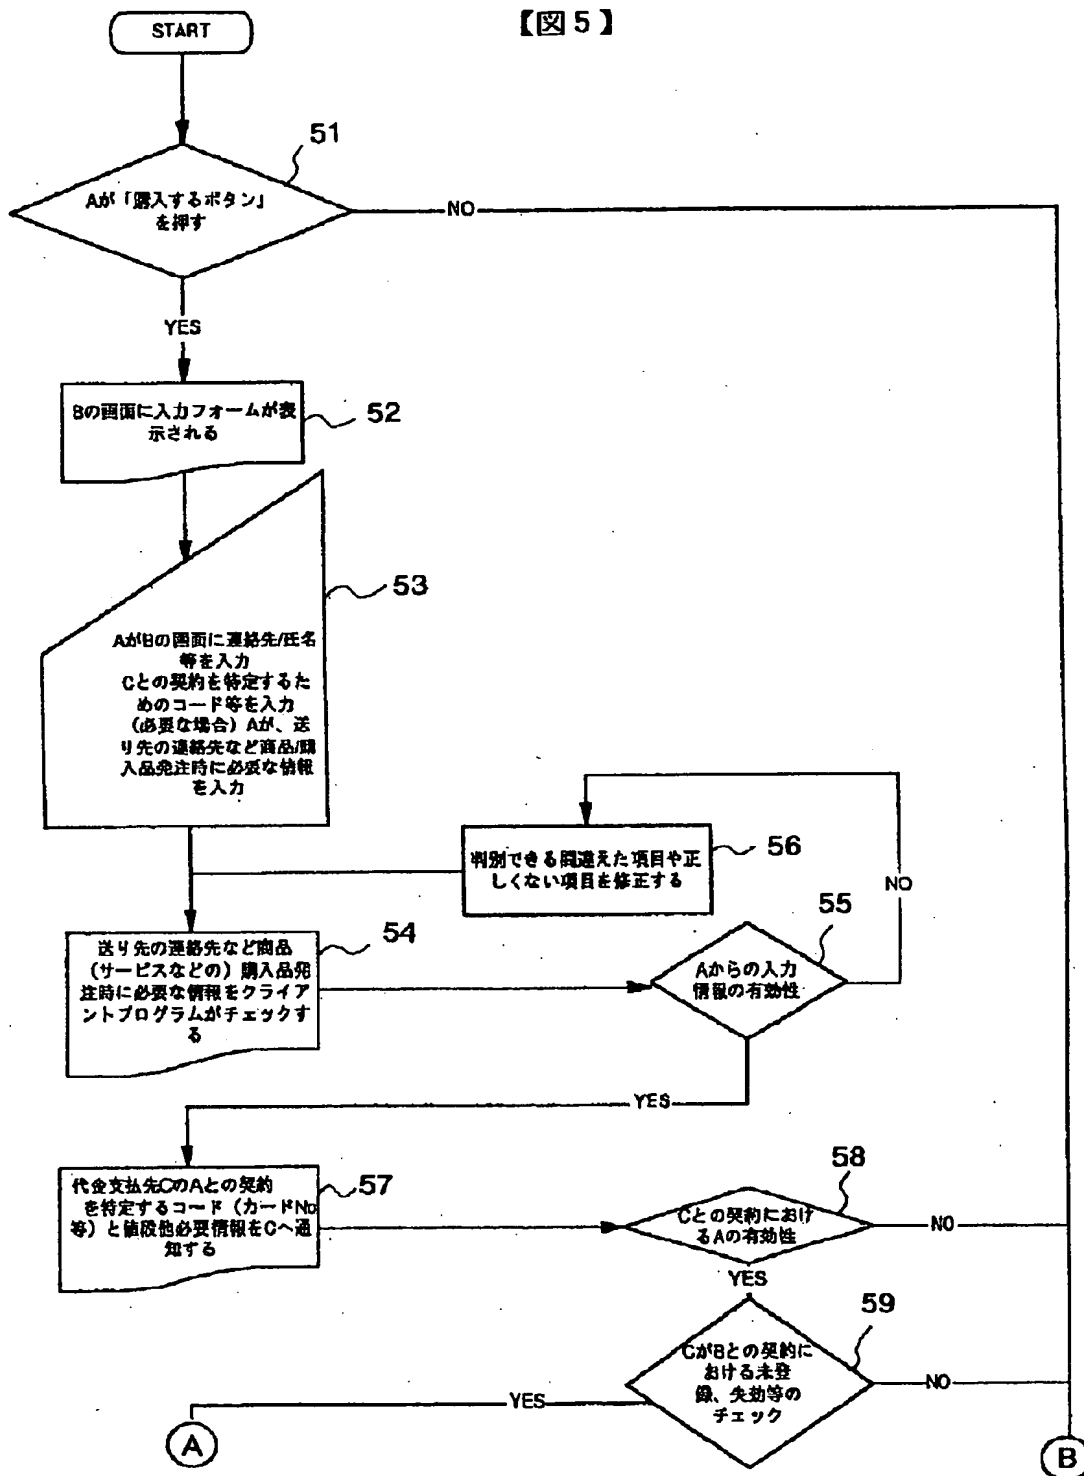 【図５】
START
51
Aが「購入するボタン」
を押す
NO
YES
Bの画面に入力フォームが表
示される
52
53
AがBの画面に連絡先/氏名
等を入力
Cとの契約を特定するた
めのコード等を入力
（必要な場合）Aが、送
り先の連絡先など商品/購
入品発注時に必要な情報
を入力
判別できる間違えた項目や正
しくない項目を修正する
56
NO
54
送り先の連絡先など商品
（サービスなどの）購入品発
注時に必要な情報をクライア
ントプログラムがチェックす
る
55
Aからの入力
情報の有効性
YES
代金支払先CのAとの契約
を特定するコード（カードNo
等）と値段他必要情報をCへ通
知する
57
58
Cとの契約におけ
るAの有効性
NO
YES
59
CがBとの契約に
おける未登
録、失効等の
チェック
NO
YES
A
B